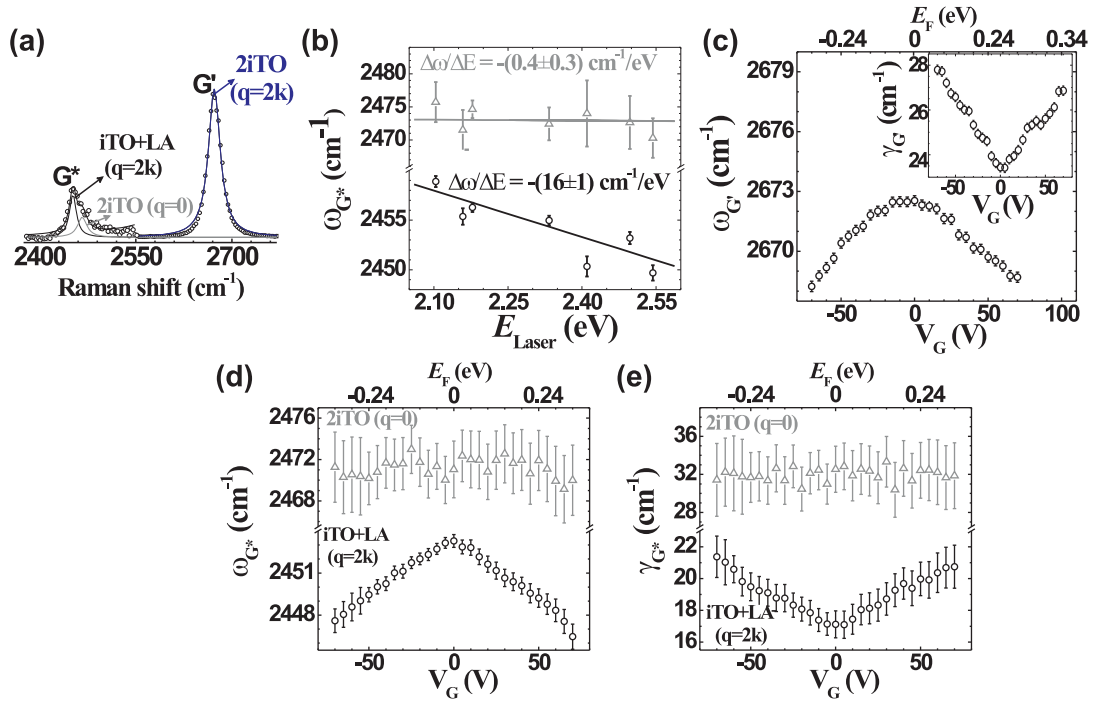 (a)
G'
2iTO
(q=2k)
iTO+LA
(q=2k)
G*
2iTO (q=0)
2400 2550 2700
Raman shift (cm-1)
(b)
Δω/ΔE = -(0.4±0.3) cm-1/eV
2480
2475
2470
Δω/ΔE = -(16±1) cm-1/eV
2455
2450
ωG* (cm-1)
2.10 2.25 2.40 2.55
ELaser (eV)
(c)
EF (eV)
-0.24 0 0.24 0.34
2679
2676
2673
2670
ωG' (cm-1)
28
26
24
γG (cm-1)
-50 0 50
VG (V)
-50 0 50 100
VG (V)
(d)
EF (eV)
-0.24 0 0.24
2476
2472
2468
2451
2448
ωG* (cm-1)
2iTO (q=0)
iTO+LA
(q=2k)
-50 0 50
VG (V)
(e)
EF (eV)
-0.24 0 0.24
36
32
28
22
20
18
16
γG* (cm-1)
2iTO (q=0)
iTO+LA
(q=2k)
-50 0 50
VG (V)